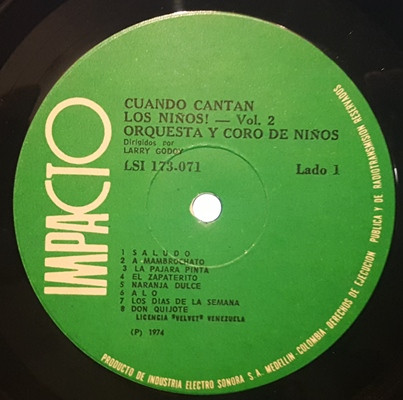 IMPACTO
CUANDO CANTAN
LOS NIÑOS! — Vol. 2
ORQUESTA Y CORO DE NIÑOS
Dirigidos por
LARRY GODOY
LSI 173-071 Lado 1
1 SALUDO
2 A MAMBROCHATO
3 LA PAJARA PINTA
4 EL ZAPATERITO
5 NARANJA DULCE
6 ALO
7 LOS DIAS DE LA SEMANA
8 DON QUIJOTE
LICENCIA "VELVET" VENEZUELA
(P) 1974
PRODUCTO DE INDUSTRIA ELECTRO SONORA S. A. MEDELLIN-COLOMBIA-DERECHOS DE EJECUCION PUBLICA Y DE RADIOTRANSMISION RESERVADOS